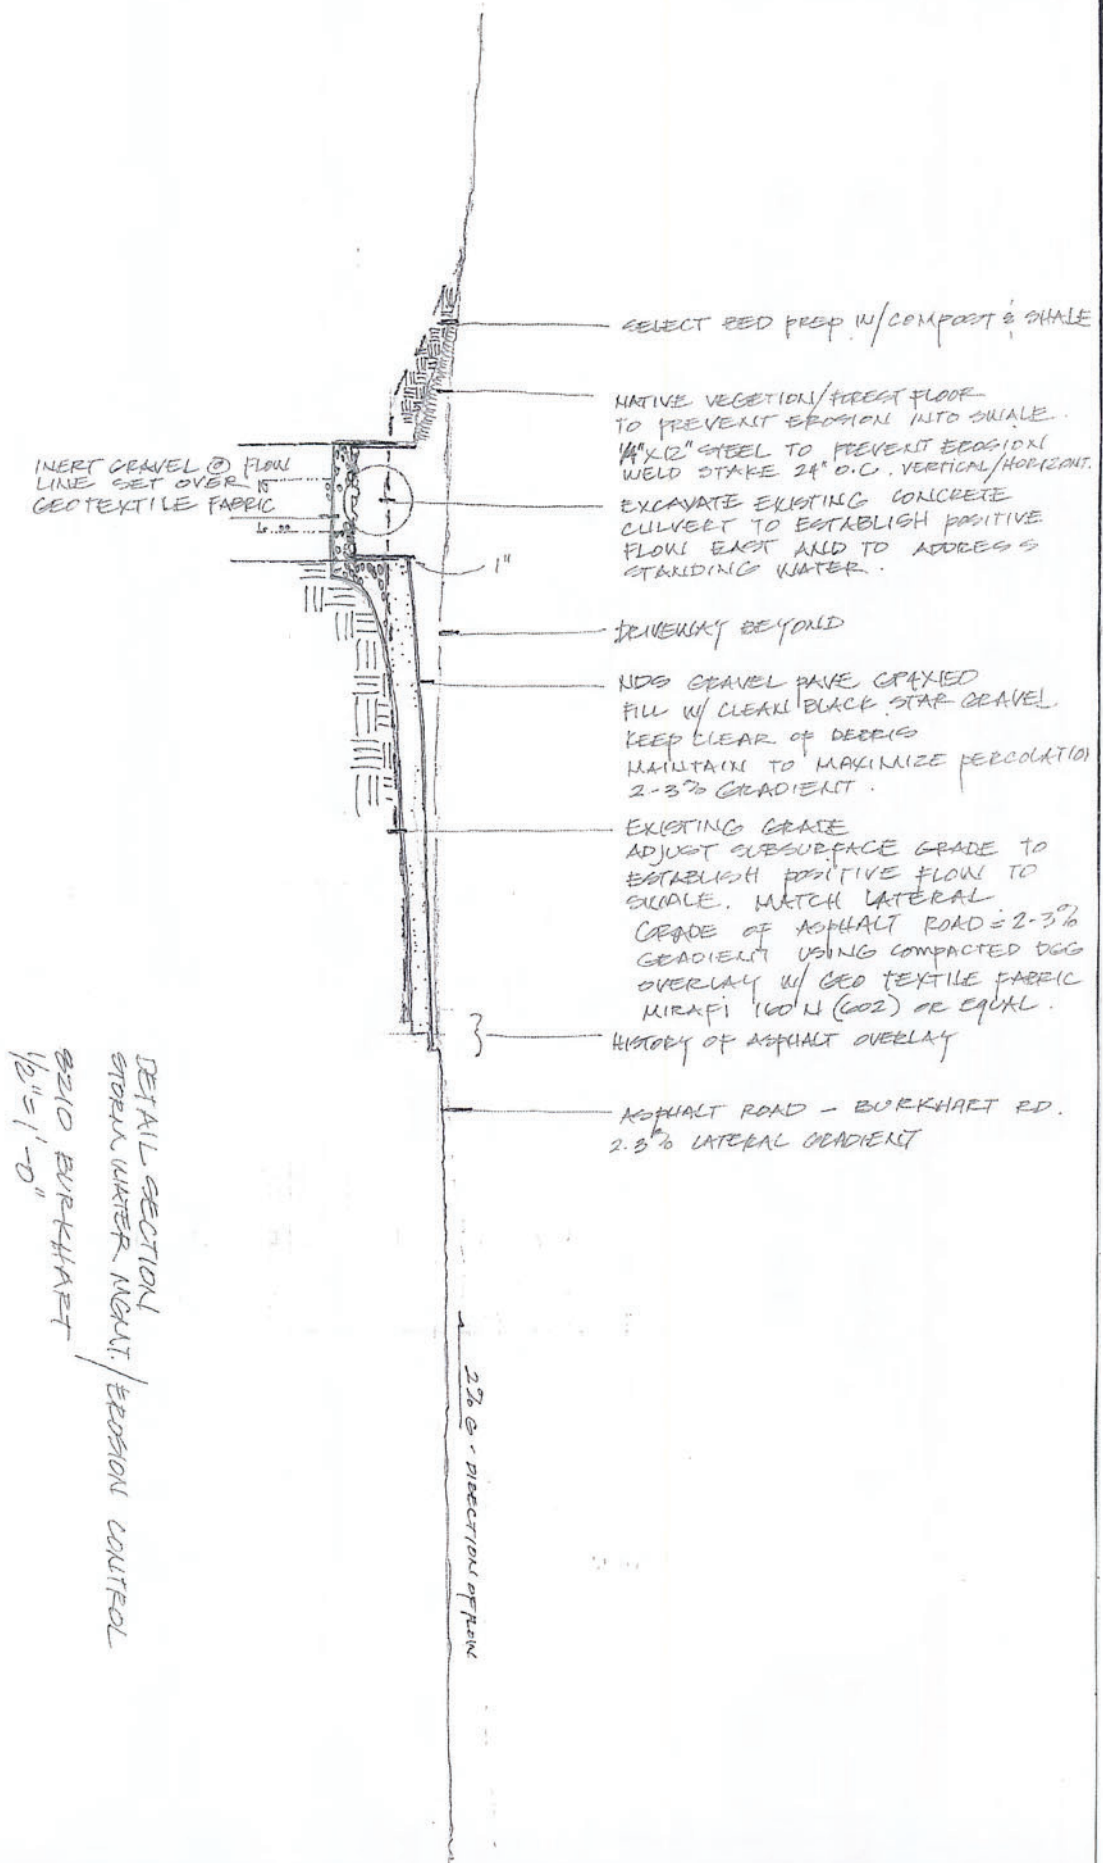 SELECT BED PREP W/COMPOST & SHALE
NATIVE VEGETION/FOREST FLOOR
TO PREVENT EROSION INTO SWALE.
1/4"X12" STEEL TO PREVENT EROSION
WELD STAKE 24" O.C. VERTICAL/HORIZONT.
INERT GRAVEL @ FLOW
LINE SET OVER
GEOTEXTILE FABRIC
EXCAVATE EXISTING CONCRETE
CULVERT TO ESTABLISH POSITIVE
FLOW EAST AND TO ADDRESS
STANDING WATER.
1"
DRIVEWAY BEYOND
NDS GRAVEL PAVE
FILL W/ CLEAN BLACK STAR GRAVEL
KEEP CLEAR OF DEBRIS
MAINTAIN TO MAXIMIZE PERCOLATION
2-3% GRADIENT.
EXISTING GRADE
ADJUST SUBSURFACE GRADE TO
ESTABLISH POSITIVE FLOW TO
SWALE. MATCH LATERAL
GRADE OF ASPHALT ROAD = 2-3%
GRADIENT USING COMPACTED DGG
OVERLAY W/ GEO TEXTILE FABRIC
MIRAFI 160 N (6OZ) OR EQUAL.
HISTORY OF ASPHALT OVERLAY
ASPHALT ROAD - BURKHART RD.
2.3% LATERAL GRADIENT
2% G - DIRECTION OF FLOW
DETAIL SECTION
STORM WATER MGMT./EROSION CONTROL
8210 BURKHART
1/2"=1'-0"